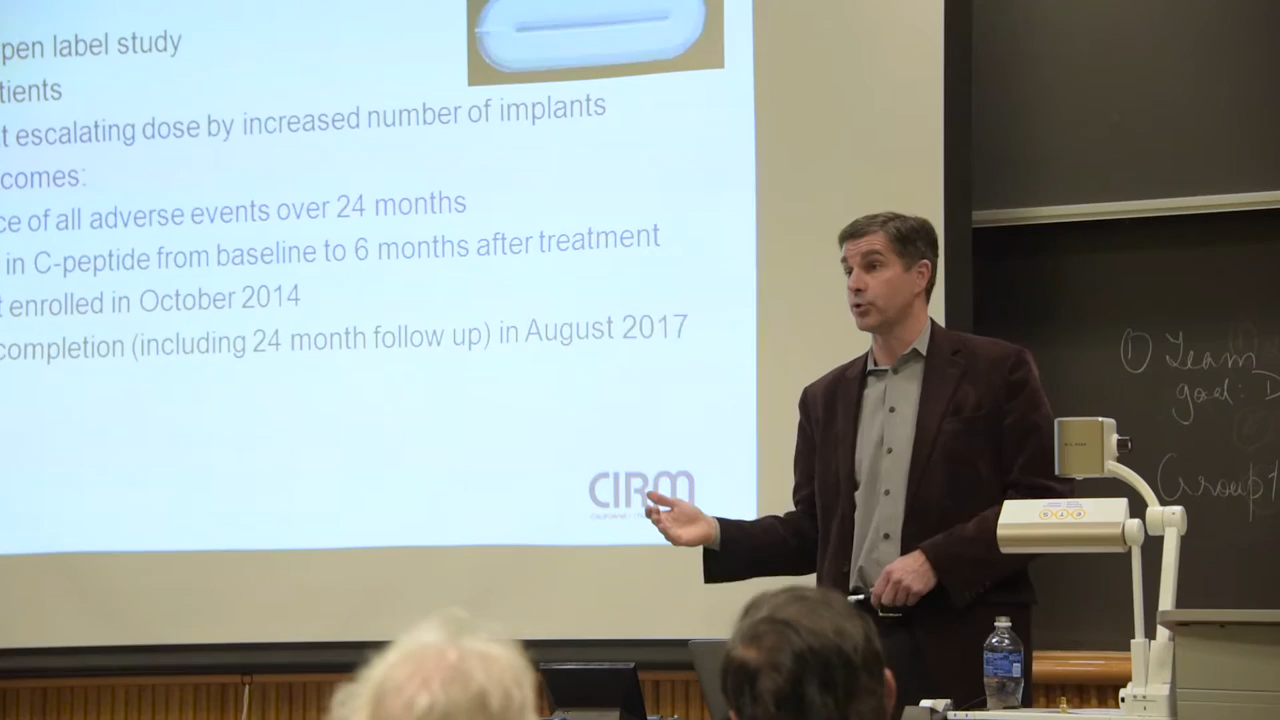 pen label study
tients
t escalating dose by increased number of implants
comes:
ce of all adverse events over 24 months
in C-peptide from baseline to 6 months after treatment
t enrolled in October 2014
completion (including 24 month follow up) in August 2017
CIRM
① Team
goal: D
Group
ETS